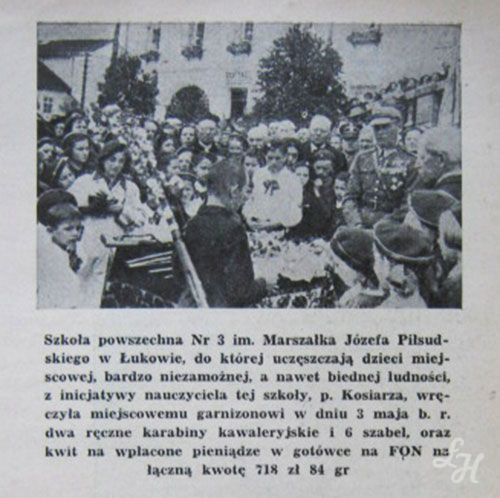 Szkoła powszechna Nr 3 im. Marszałka Józefa Piłsud-
skiego w Łukowie, do której uczęszczają dzieci miej-
scowej, bardzo niezamożnej, a nawet biednej ludności,
z inicjatywy nauczyciela tej szkoły, p. Kosiarza, wrę-
czyła miejscowemu garnizonowi w dniu 3 maja b. r.
dwa ręczne karabiny kawaleryjskie i 6 szabel, oraz
kwit na wpłacone pieniądze w gotówce na FON na
łączną kwotę 718 zł 84 gr
ŁH